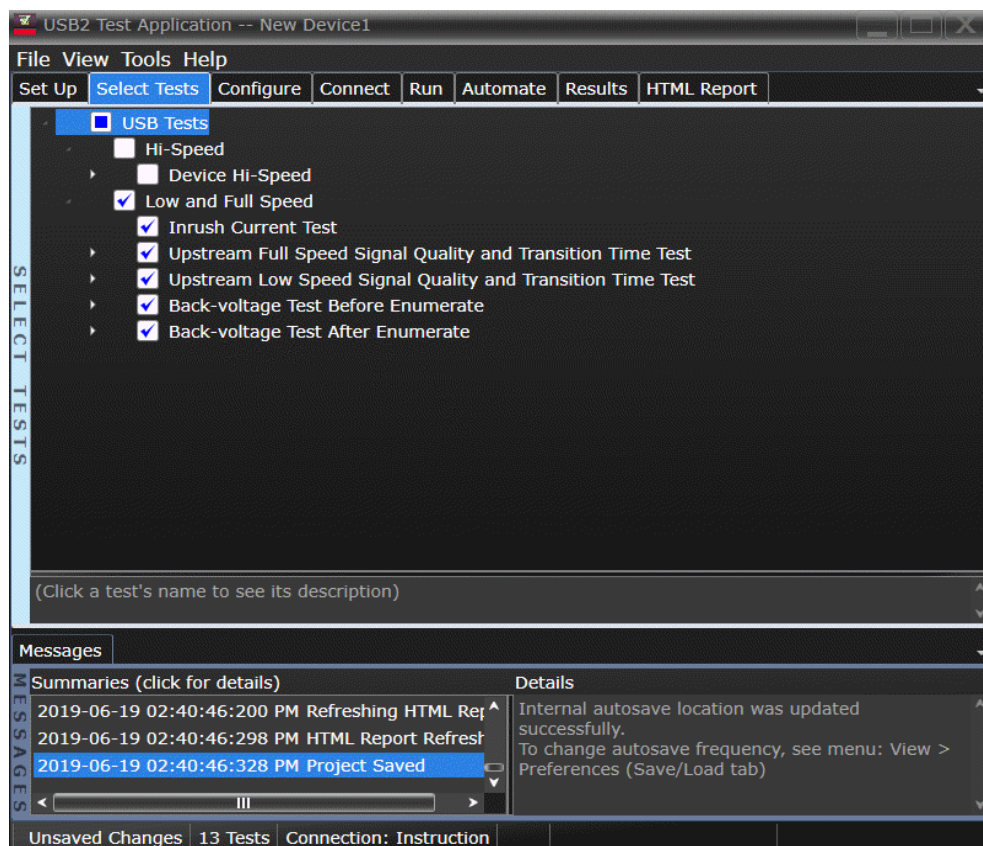 USB2 Test Application -- New Device1
File View Tools Help
Set Up Select Tests Configure Connect Run Automate Results HTML Report
USB Tests
Hi-Speed
Device Hi-Speed
Low and Full Speed
Inrush Current Test
Upstream Full Speed Signal Quality and Transition Time Test
Upstream Low Speed Signal Quality and Transition Time Test
Back-voltage Test Before Enumerate
Back-voltage Test After Enumerate
SELECT TESTS
(Click a test's name to see its description)
Messages
MESSAGES
Summaries (click for details)
2019-06-19 02:40:46:200 PM Refreshing HTML Rep
2019-06-19 02:40:46:298 PM HTML Report Refresh
2019-06-19 02:40:46:328 PM Project Saved
Details
Internal autosave location was updated
successfully.
To change autosave frequency, see menu: View >
Preferences (Save/Load tab)
Unsaved Changes 13 Tests Connection: Instruction